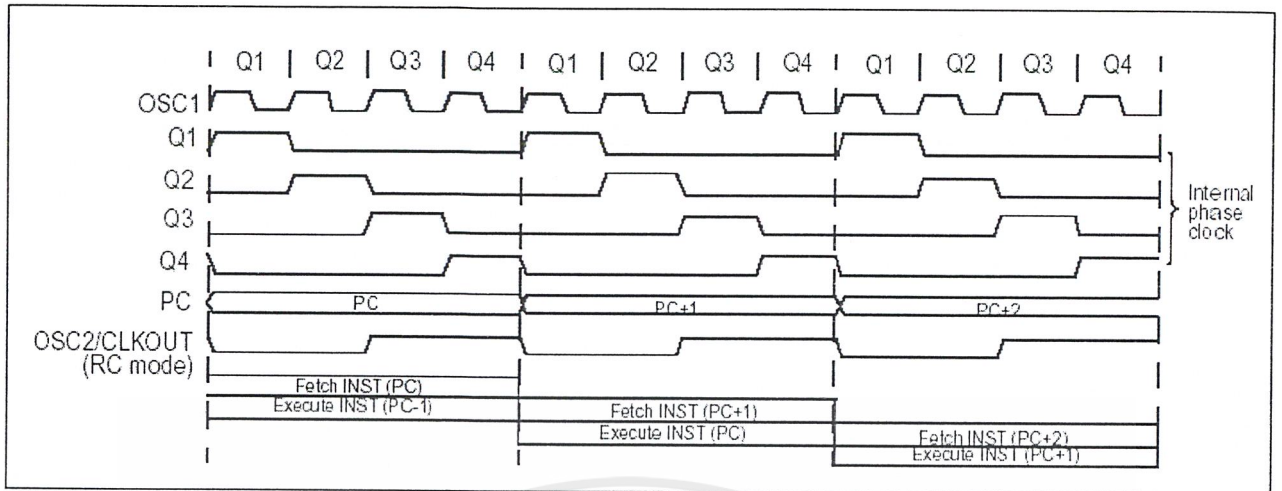 Q1 Q2 Q3 Q4 Q1 Q2 Q3 Q4 Q1 Q2 Q3 Q4
OSC1
Q1
Q2
Q3
Q4
Internal
phase
clock
PC
PC PC+1 PC+2
OSC2/CLKOUT
(RC mode)
Fetch INST (PC)
Execute INST (PC-1) Fetch INST (PC+1)
Execute INST (PC) Fetch INST (PC+2)
Execute INST (PC+1)